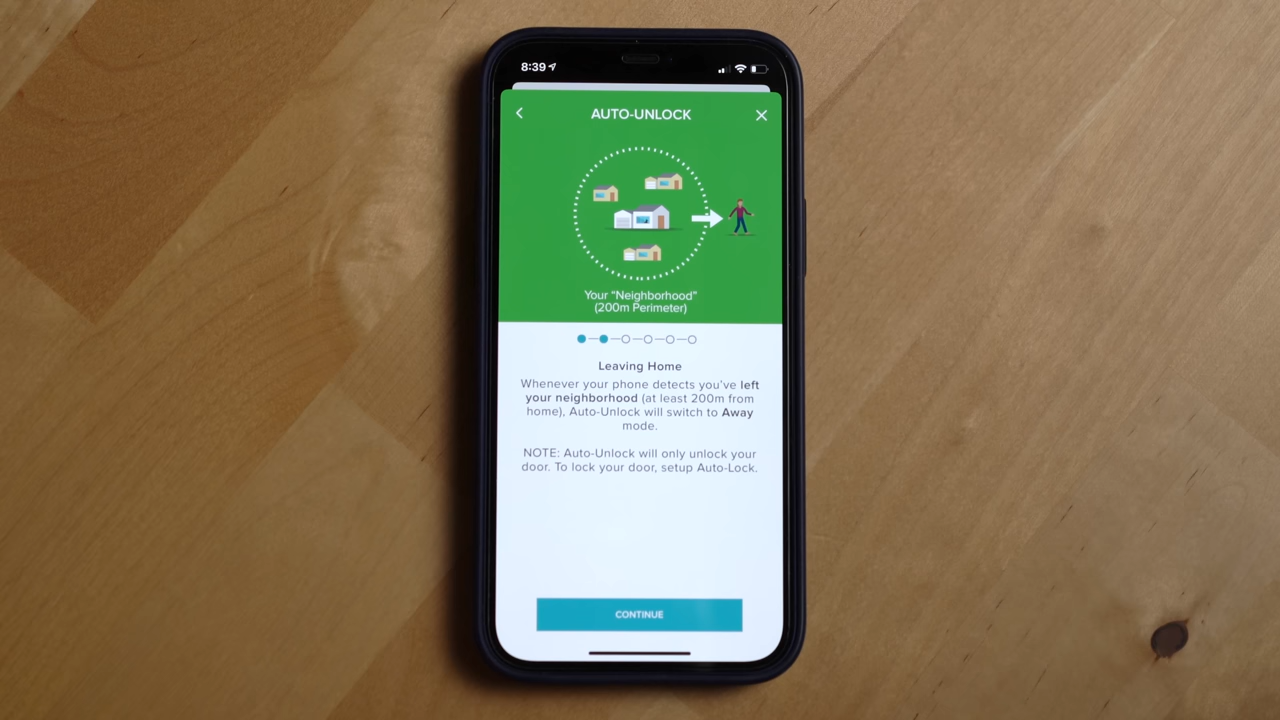 8:39
AUTO-UNLOCK
Your “Neighborhood”
(200m Perimeter)
Leaving Home
Whenever your phone detects you’ve left
your neighborhood (at least 200m from
home), Auto-Unlock will switch to Away
mode.
NOTE: Auto-Unlock will only unlock your
door. To lock your door, setup Auto-Lock.
CONTINUE